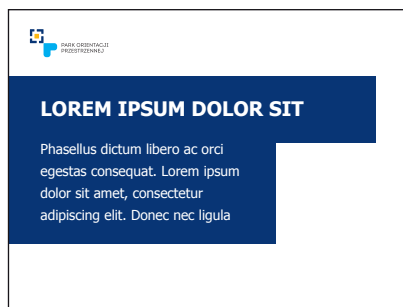 PARK ORIENTACJI
PRZESTRZENNEJ
LOREM IPSUM DOLOR SIT
Phasellus dictum libero ac orci
egestas consequat. Lorem ipsum
dolor sit amet, consectetur
adipiscing elit. Donec nec ligula